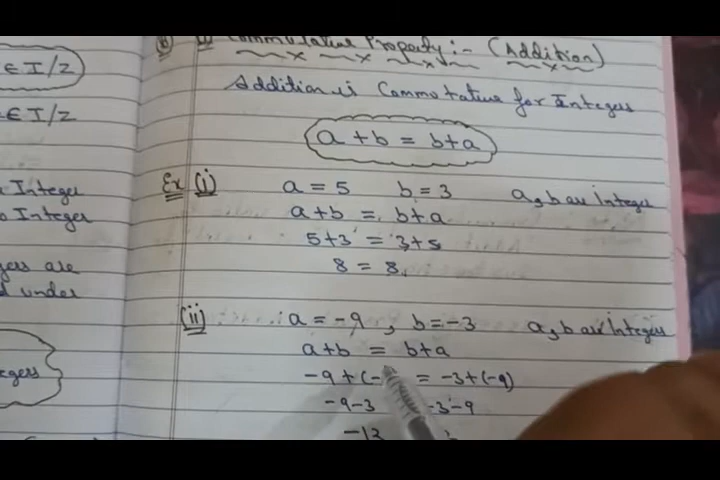 ∈ I/Z
∈ I/Z
Integer
Integer
are
under
Commutative Property :- (Addition)
Addition is Commutative for Integers
a + b = b + a
Ex (i) a = 5 b = 3 a, b are Integer
a + b = b + a
5 + 3 = 3 + 5
8 = 8
(ii) a = -9, b = -3 a, b are Integers
a + b = b + a
-9 + (- = -3 + (-9)
-9 - 3 -3 - 9
-12